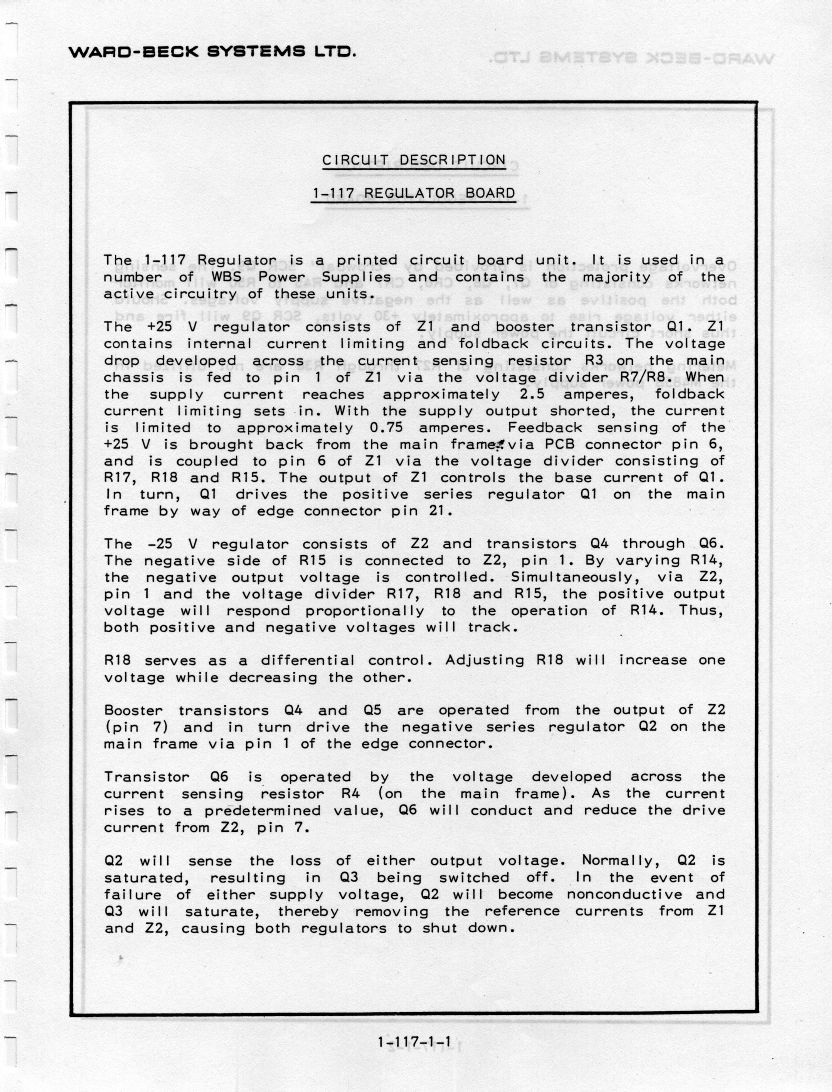 WARD-BECK SYSTEMS LTD.
CIRCUIT DESCRIPTION
1-117 REGULATOR BOARD
The 1-117 Regulator is a printed circuit board unit. It is used in a
number of WBS Power Supplies and contains the majority of the
active circuitry of these units.
The +25 V regulator consists of Z1 and booster transistor Q1. Z1
contains internal current limiting and foldback circuits. The voltage
drop developed across the current sensing resistor R3 on the main
chassis is fed to pin 1 of Z1 via the voltage divider R7/R8. When
the supply current reaches approximately 2.5 amperes, foldback
current limiting sets in. With the supply output shorted, the current
is limited to approximately 0.75 amperes. Feedback sensing of the
+25 V is brought back from the main frame via PCB connector pin 6,
and is coupled to pin 6 of Z1 via the voltage divider consisting of
R17, R18 and R15. The output of Z1 controls the base current of Q1.
In turn, Q1 drives the positive series regulator Q1 on the main
frame by way of edge connector pin 21.
The -25 V regulator consists of Z2 and transistors Q4 through Q6.
The negative side of R15 is connected to Z2, pin 1. By varying R14,
the negative output voltage is controlled. Simultaneously, via Z2,
pin 1 and the voltage divider R17, R18 and R15, the positive output
voltage will respond proportionally to the operation of R14. Thus,
both positive and negative voltages will track.
R18 serves as a differential control. Adjusting R18 will increase one
voltage while decreasing the other.
Booster transistors Q4 and Q5 are operated from the output of Z2
(pin 7) and in turn drive the negative series regulator Q2 on the
main frame via pin 1 of the edge connector.
Transistor Q6 is operated by the voltage developed across the
current sensing resistor R4 (on the main frame). As the current
rises to a predetermined value, Q6 will conduct and reduce the drive
current from Z2, pin 7.
Q2 will sense the loss of either output voltage. Normally, Q2 is
saturated, resulting in Q3 being switched off. In the event of
failure of either supply voltage, Q2 will become nonconductive and
Q3 will saturate, thereby removing the reference currents from Z1
and Z2, causing both regulators to shut down.
1-117-1-1